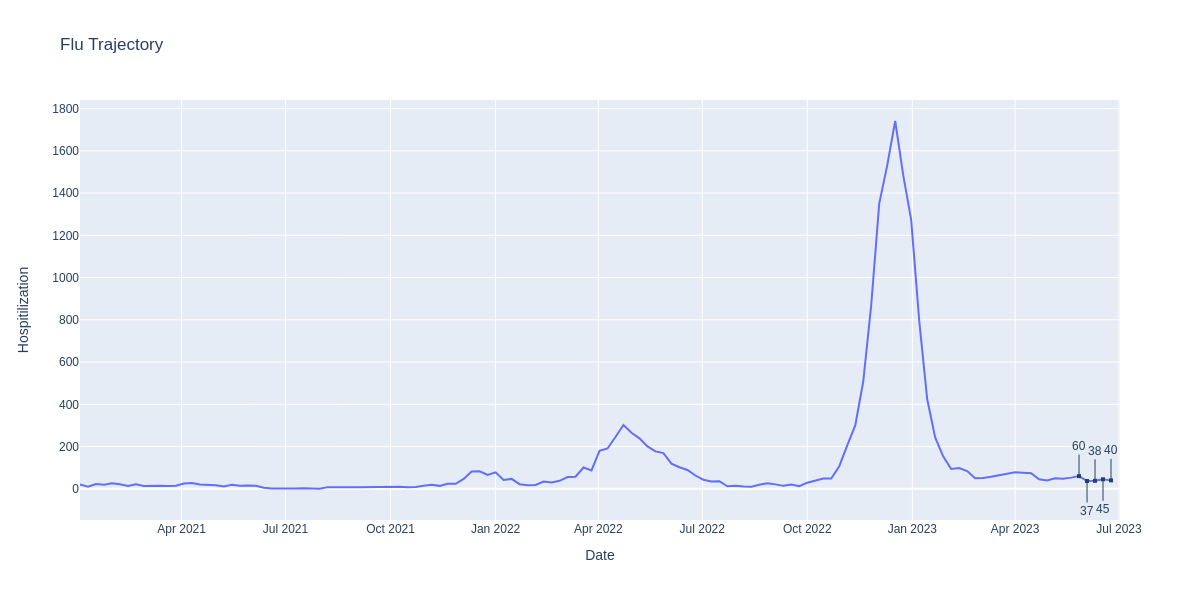 Flu Trajectory
Hospitilization
1800
1600
1400
1200
1000
800
600
400
200
0
60
38
40
37
45
Apr 2021
Jul 2021
Oct 2021
Jan 2022
Apr 2022
Jul 2022
Oct 2022
Jan 2023
Apr 2023
Jul 2023
Date